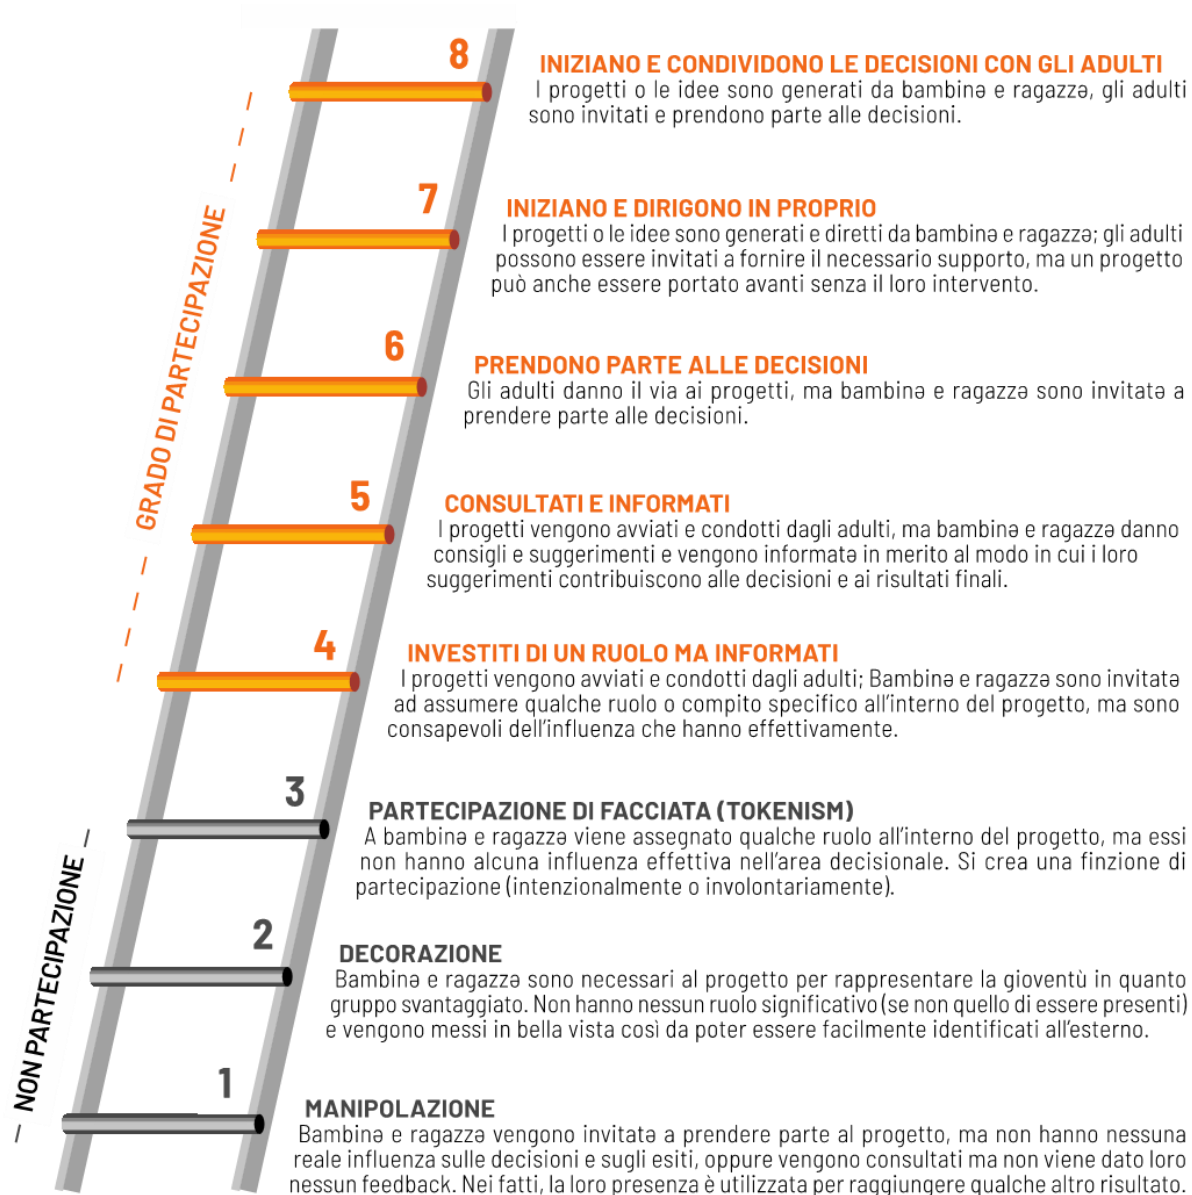 8
INIZIANO E CONDIVIDONO LE DECISIONI CON GLI ADULTI
I progetti o le idee sono generati da bambinə e ragazzə, gli adulti
sono invitati e prendono parte alle decisioni.
7
INIZIANO E DIRIGONO IN PROPRIO
I progetti o le idee sono generati e diretti da bambinə e ragazzə; gli adulti
possono essere invitati a fornire il necessario supporto, ma un progetto
può anche essere portato avanti senza il loro intervento.
GRADO DI PARTECIPAZIONE
6
PRENDONO PARTE ALLE DECISIONI
Gli adulti danno il via ai progetti, ma bambinə e ragazzə sono invitatə a
prendere parte alle decisioni.
5
CONSULTATI E INFORMATI
I progetti vengono avviati e condotti dagli adulti, ma bambinə e ragazzə danno
consigli e suggerimenti e vengono informatə in merito al modo in cui i loro
suggerimenti contribuiscono alle decisioni e ai risultati finali.
4
INVESTITI DI UN RUOLO MA INFORMATI
I progetti vengono avviati e condotti dagli adulti; Bambinə e ragazzə sono invitatə
ad assumere qualche ruolo o compito specifico all'interno del progetto, ma sono
consapevoli dell'influenza che hanno effettivamente.
3
PARTECIPAZIONE DI FACCIATA (TOKENISM)
A bambinə e ragazzə viene assegnato qualche ruolo all'interno del progetto, ma essi
non hanno alcuna influenza effettiva nell'area decisionale. Si crea una finzione di
partecipazione (intenzionalmente o involontariamente).
NON PARTECIPAZIONE
2
DECORAZIONE
Bambinə e ragazzə sono necessari al progetto per rappresentare la gioventù in quanto
gruppo svantaggiato. Non hanno nessun ruolo significativo (se non quello di essere presenti)
e vengono messi in bella vista così da poter essere facilmente identificati all'esterno.
1
MANIPOLAZIONE
Bambinə e ragazzə vengono invitatə a prendere parte al progetto, ma non hanno nessuna
reale influenza sulle decisioni e sugli esiti, oppure vengono consultati ma non viene dato loro
nessun feedback. Nei fatti, la loro presenza è utilizzata per raggiungere qualche altro risultato.